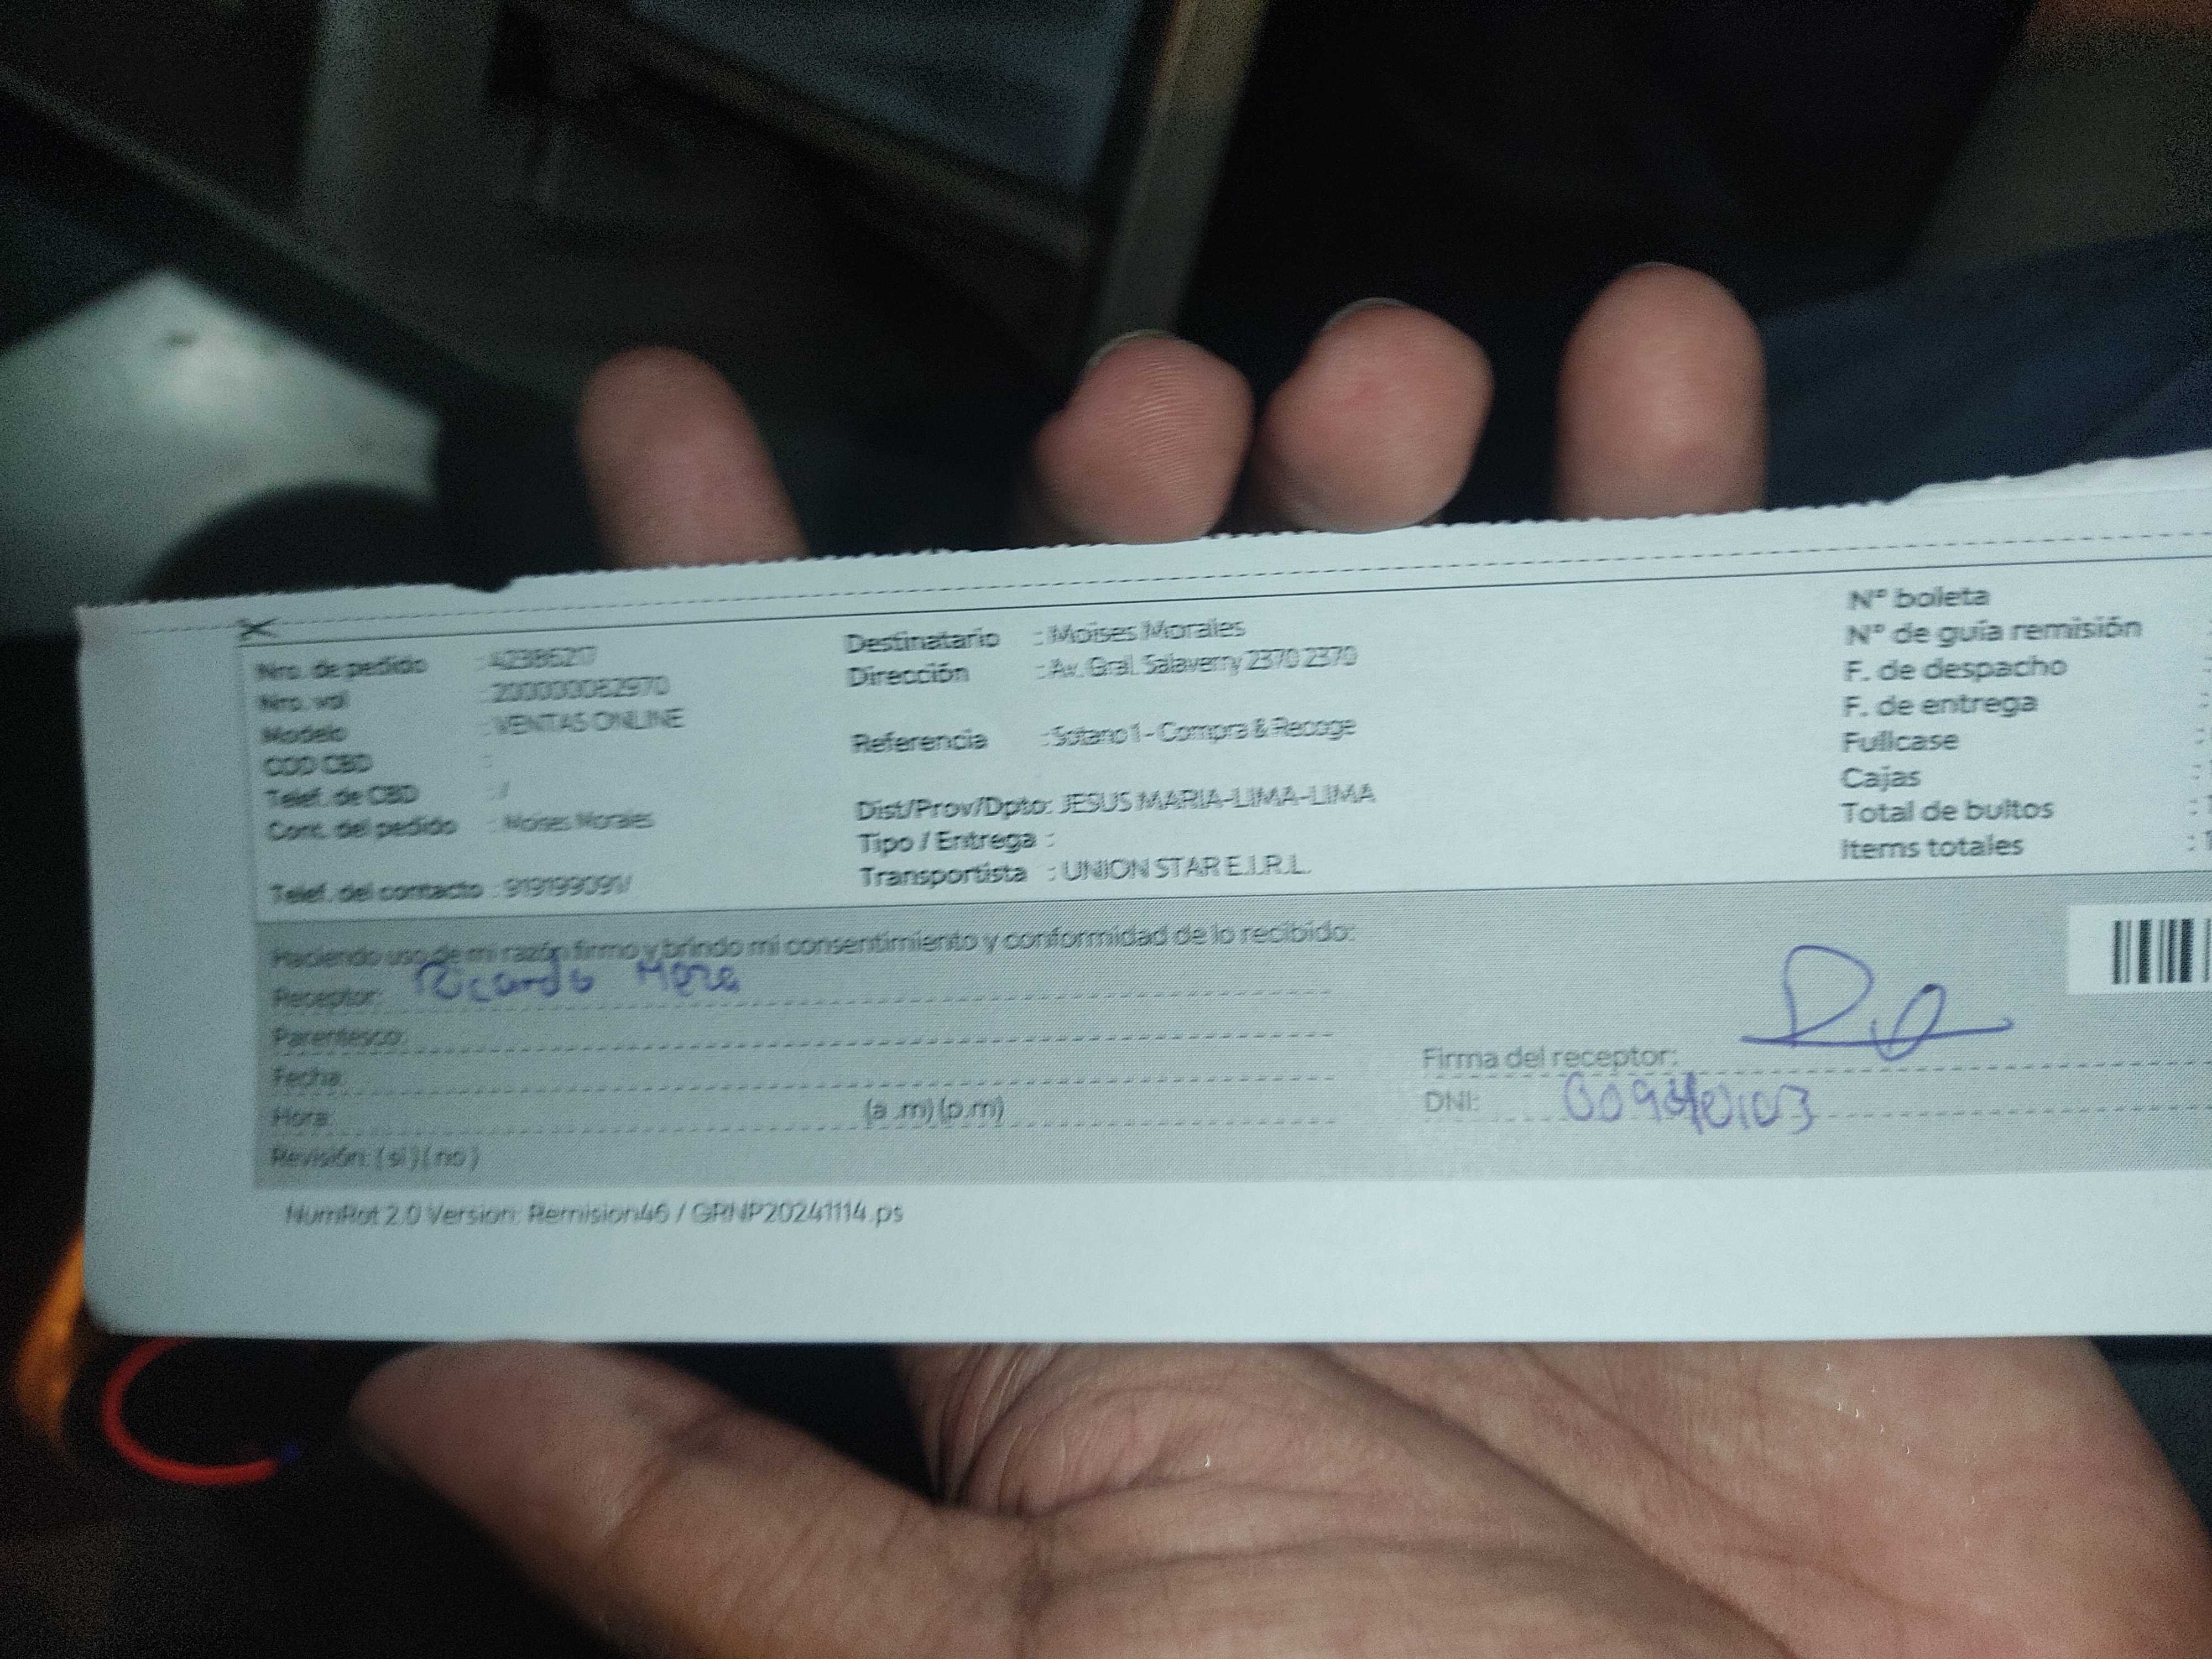 Nro. de pedido : 42386217
Nro. vol : 200000062970
Modelo : VENTAS ONLINE
COD CBD :
Telef. de CBD : /
Cont. del pedido : Moises Morales
Telef. del contacto : 919199091/
Destinatario : Moises Morales
Dirección : Av. Gral. Salaverry 2370 2370
Referencia : Sotano 1 - Compra & Recoge
Dist/Prov/Dpto: JESUS MARIA-LIMA-LIMA
Tipo / Entrega :
Transportista : UNION STAR E.I.R.L.
N° boleta
N° de guía remisión
F. de despacho
F. de entrega :
Fullcase :
Cajas :
Total de bultos :
Items totales :
Haciendo uso de mi razón firmo y brindo mi consentimiento y conformidad de lo recibido:
Receptor: Ricardo
Parentesco:
Fecha:
Hora: (a .m) (p.m)
Revisión: ( si ) ( no )
Firma del receptor:
DNI:
NumRot 2.0 Version: Remision46 / GRNP20241114.ps